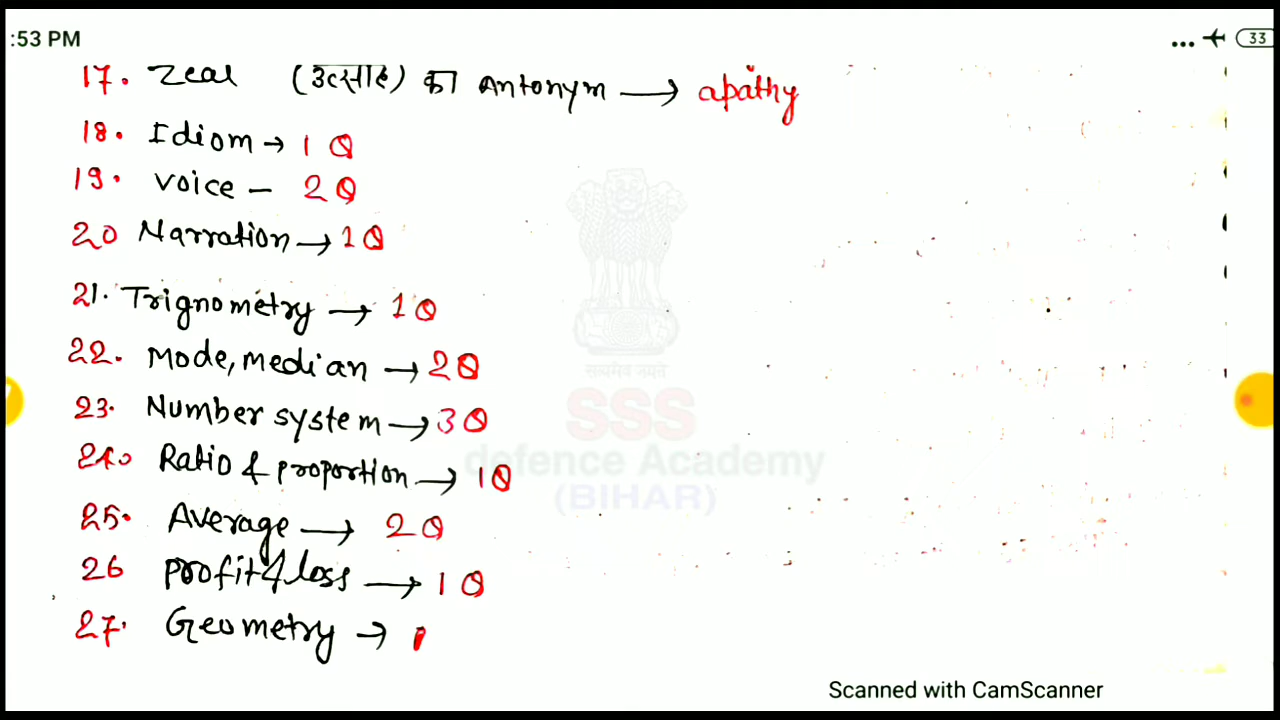 :53 PM
... 33
17. Zeal (उत्साह) का Antonym → apathy
18. Idiom → 1 Q
19. Voice – 2Q
20 Narration → 1Q
21. Trignometry → 1Q
22. Mode, median → 2Q
23. Number system → 3Q
24. Ratio & proportion → 1Q
25. Average → 2Q
26 profit & loss → 1Q
27. Geometry →
सत्यमेव जयते
SSS
defence Academy
(BIHAR)
Scanned with CamScanner